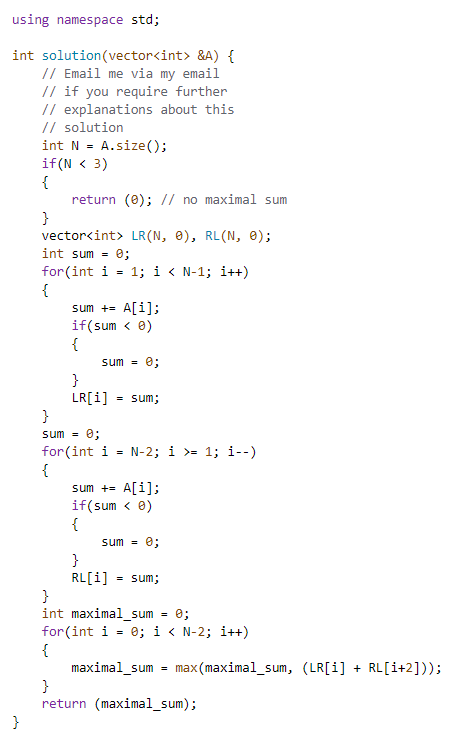 using namespace std;
int solution(vector<int> &A) {
    // Email me via my email
    // if you require further
    // explanations about this
    // solution
    int N = A.size();
    if(N < 3)
    {
        return (0); // no maximal sum
    }
    vector<int> LR(N, 0), RL(N, 0);
    int sum = 0;
    for(int i = 1; i < N-1; i++)
    {
        sum += A[i];
        if(sum < 0)
        {
            sum = 0;
        }
        LR[i] = sum;
    }
    sum = 0;
    for(int i = N-2; i >= 1; i--)
    {
        sum += A[i];
        if(sum < 0)
        {
            sum = 0;
        }
        RL[i] = sum;
    }
    int maximal_sum = 0;
    for(int i = 0; i < N-2; i++)
    {
        maximal_sum = max(maximal_sum, (LR[i] + RL[i+2]));
    }
    return (maximal_sum);
}